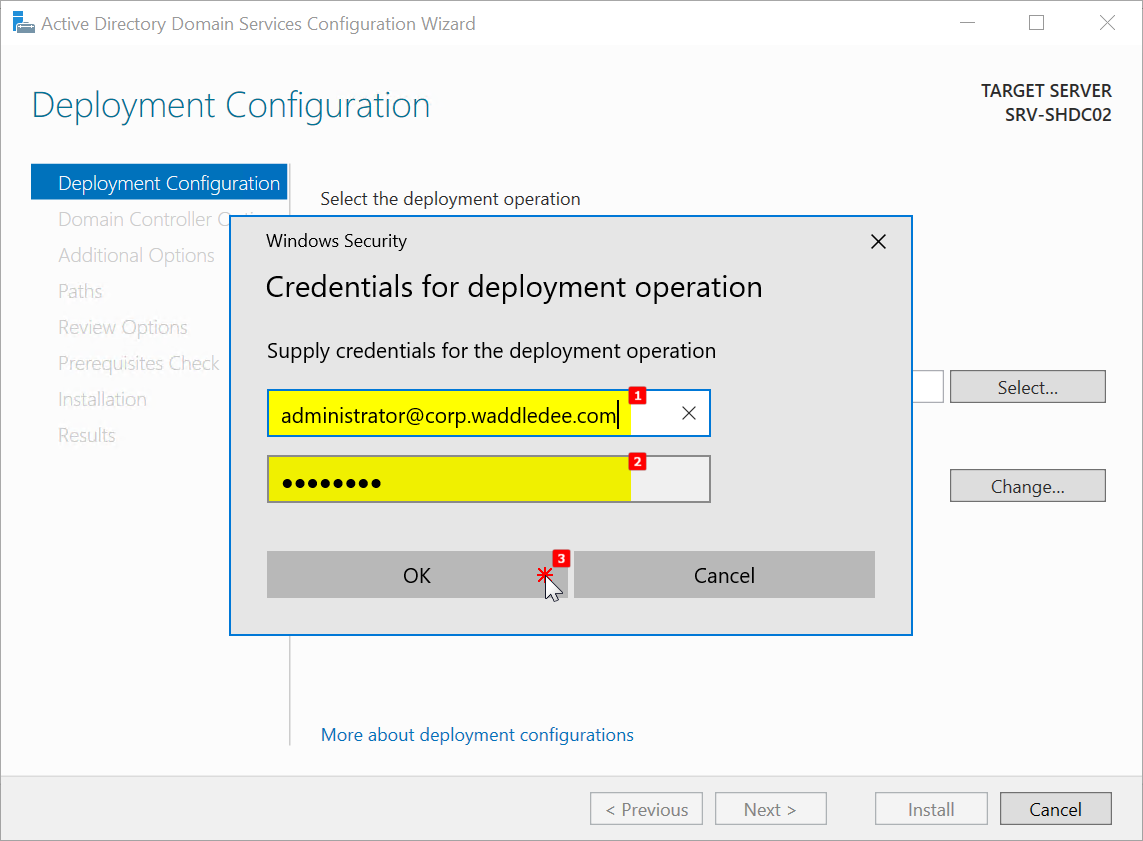 Active Directory Domain Services Configuration Wizard
Deployment Configuration
TARGET SERVER
SRV-SHDC02
Deployment Configuration
Domain Controller
Additional Options
Paths
Review Options
Prerequisites Check
Installation
Results
Select the deployment operation
Windows Security
Credentials for deployment operation
Supply credentials for the deployment operation
administrator@corp.waddledee.com
1
●●●●●●●●
2
OK
3
Cancel
Select...
Change...
More about deployment configurations
< Previous
Next >
Install
Cancel